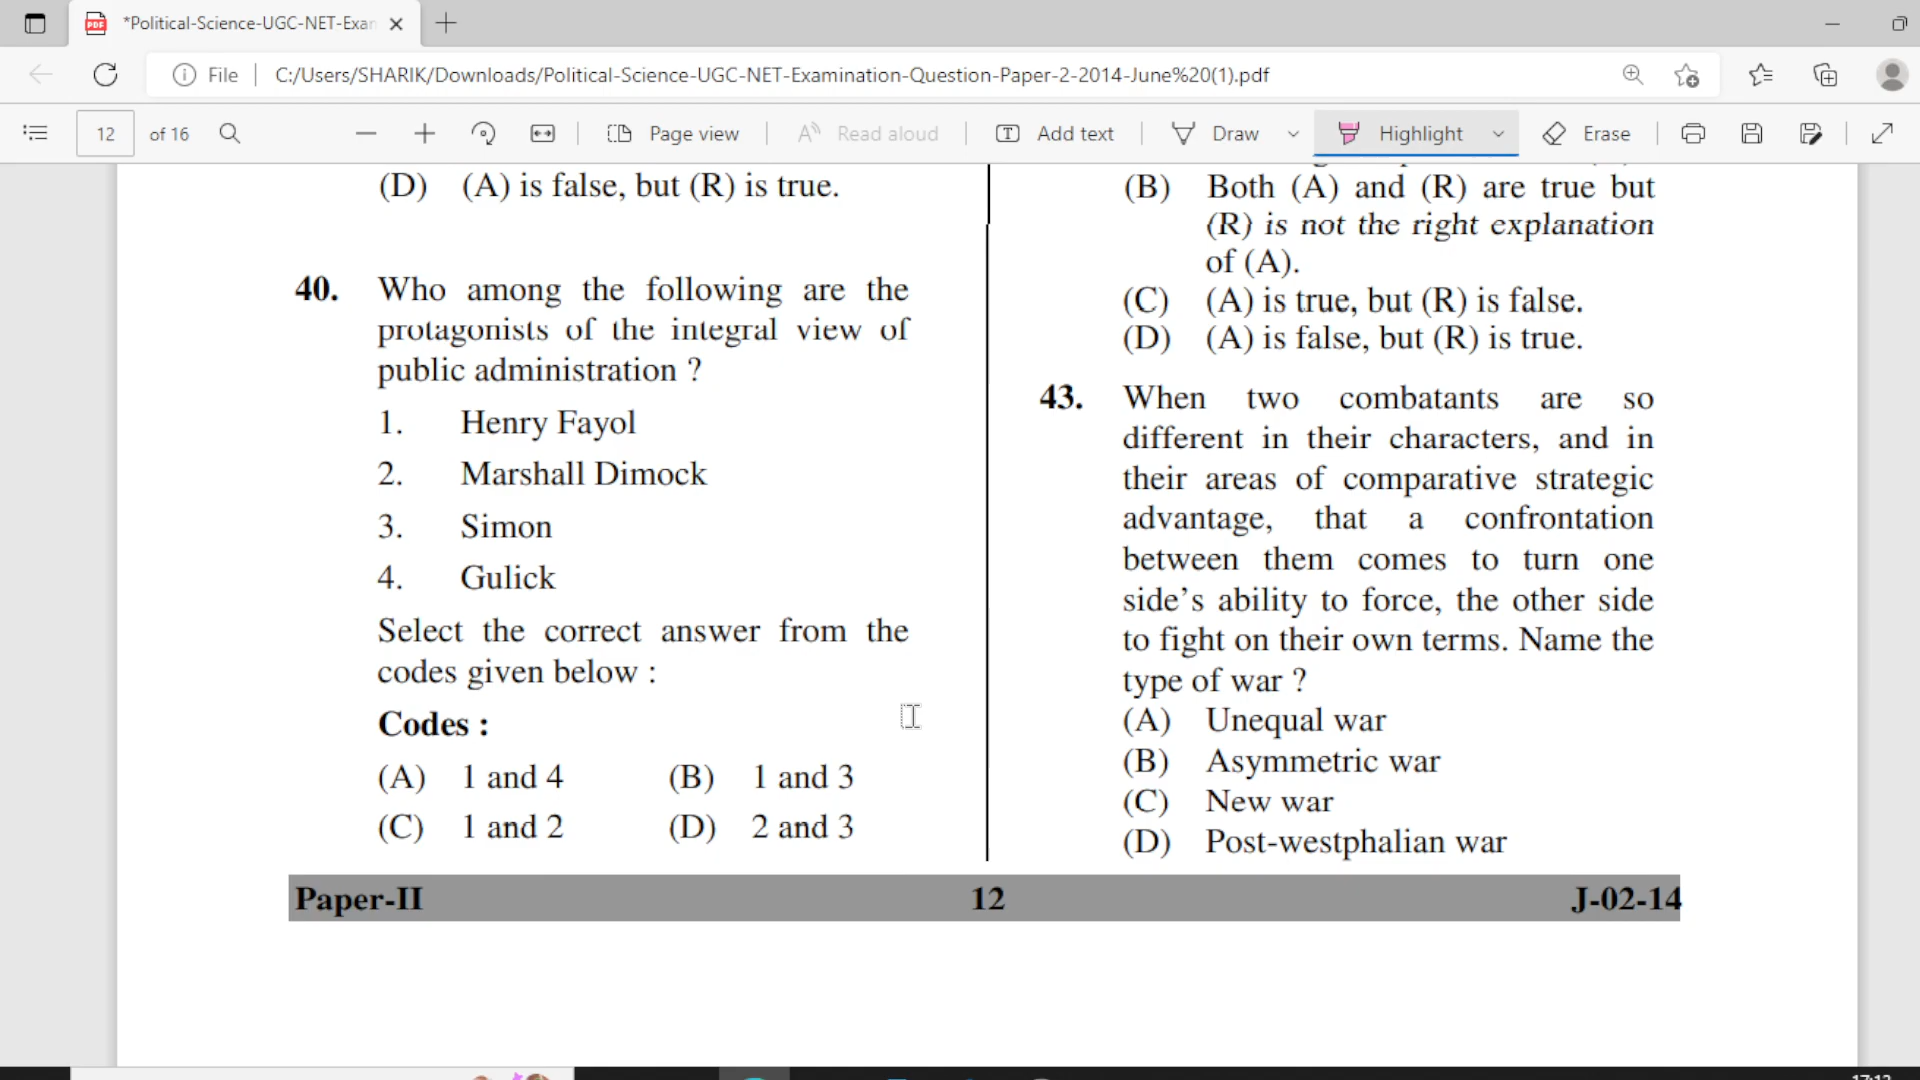 *Political-Science-UGC-NET-Exam
File
C:/Users/SHARIK/Downloads/Political-Science-UGC-NET-Examination-Question-Paper-2-2014-June%20(1).pdf
12 of 16
Page view
Read aloud
Add text
Draw
Highlight
Erase
(D) (A) is false, but (R) is true.
40. Who among the following are the
protagonists of the integral view of
public administration ?
1. Henry Fayol
2. Marshall Dimock
3. Simon
4. Gulick
Select the correct answer from the
codes given below :
Codes :
(A) 1 and 4 (B) 1 and 3
(C) 1 and 2 (D) 2 and 3
(B) Both (A) and (R) are true but
(R) is not the right explanation
of (A).
(C) (A) is true, but (R) is false.
(D) (A) is false, but (R) is true.
43. When two combatants are so
different in their characters, and in
their areas of comparative strategic
advantage, that a confrontation
between them comes to turn one
side's ability to force, the other side
to fight on their own terms. Name the
type of war ?
(A) Unequal war
(B) Asymmetric war
(C) New war
(D) Post-westphalian war
Paper-II 12 J-02-14